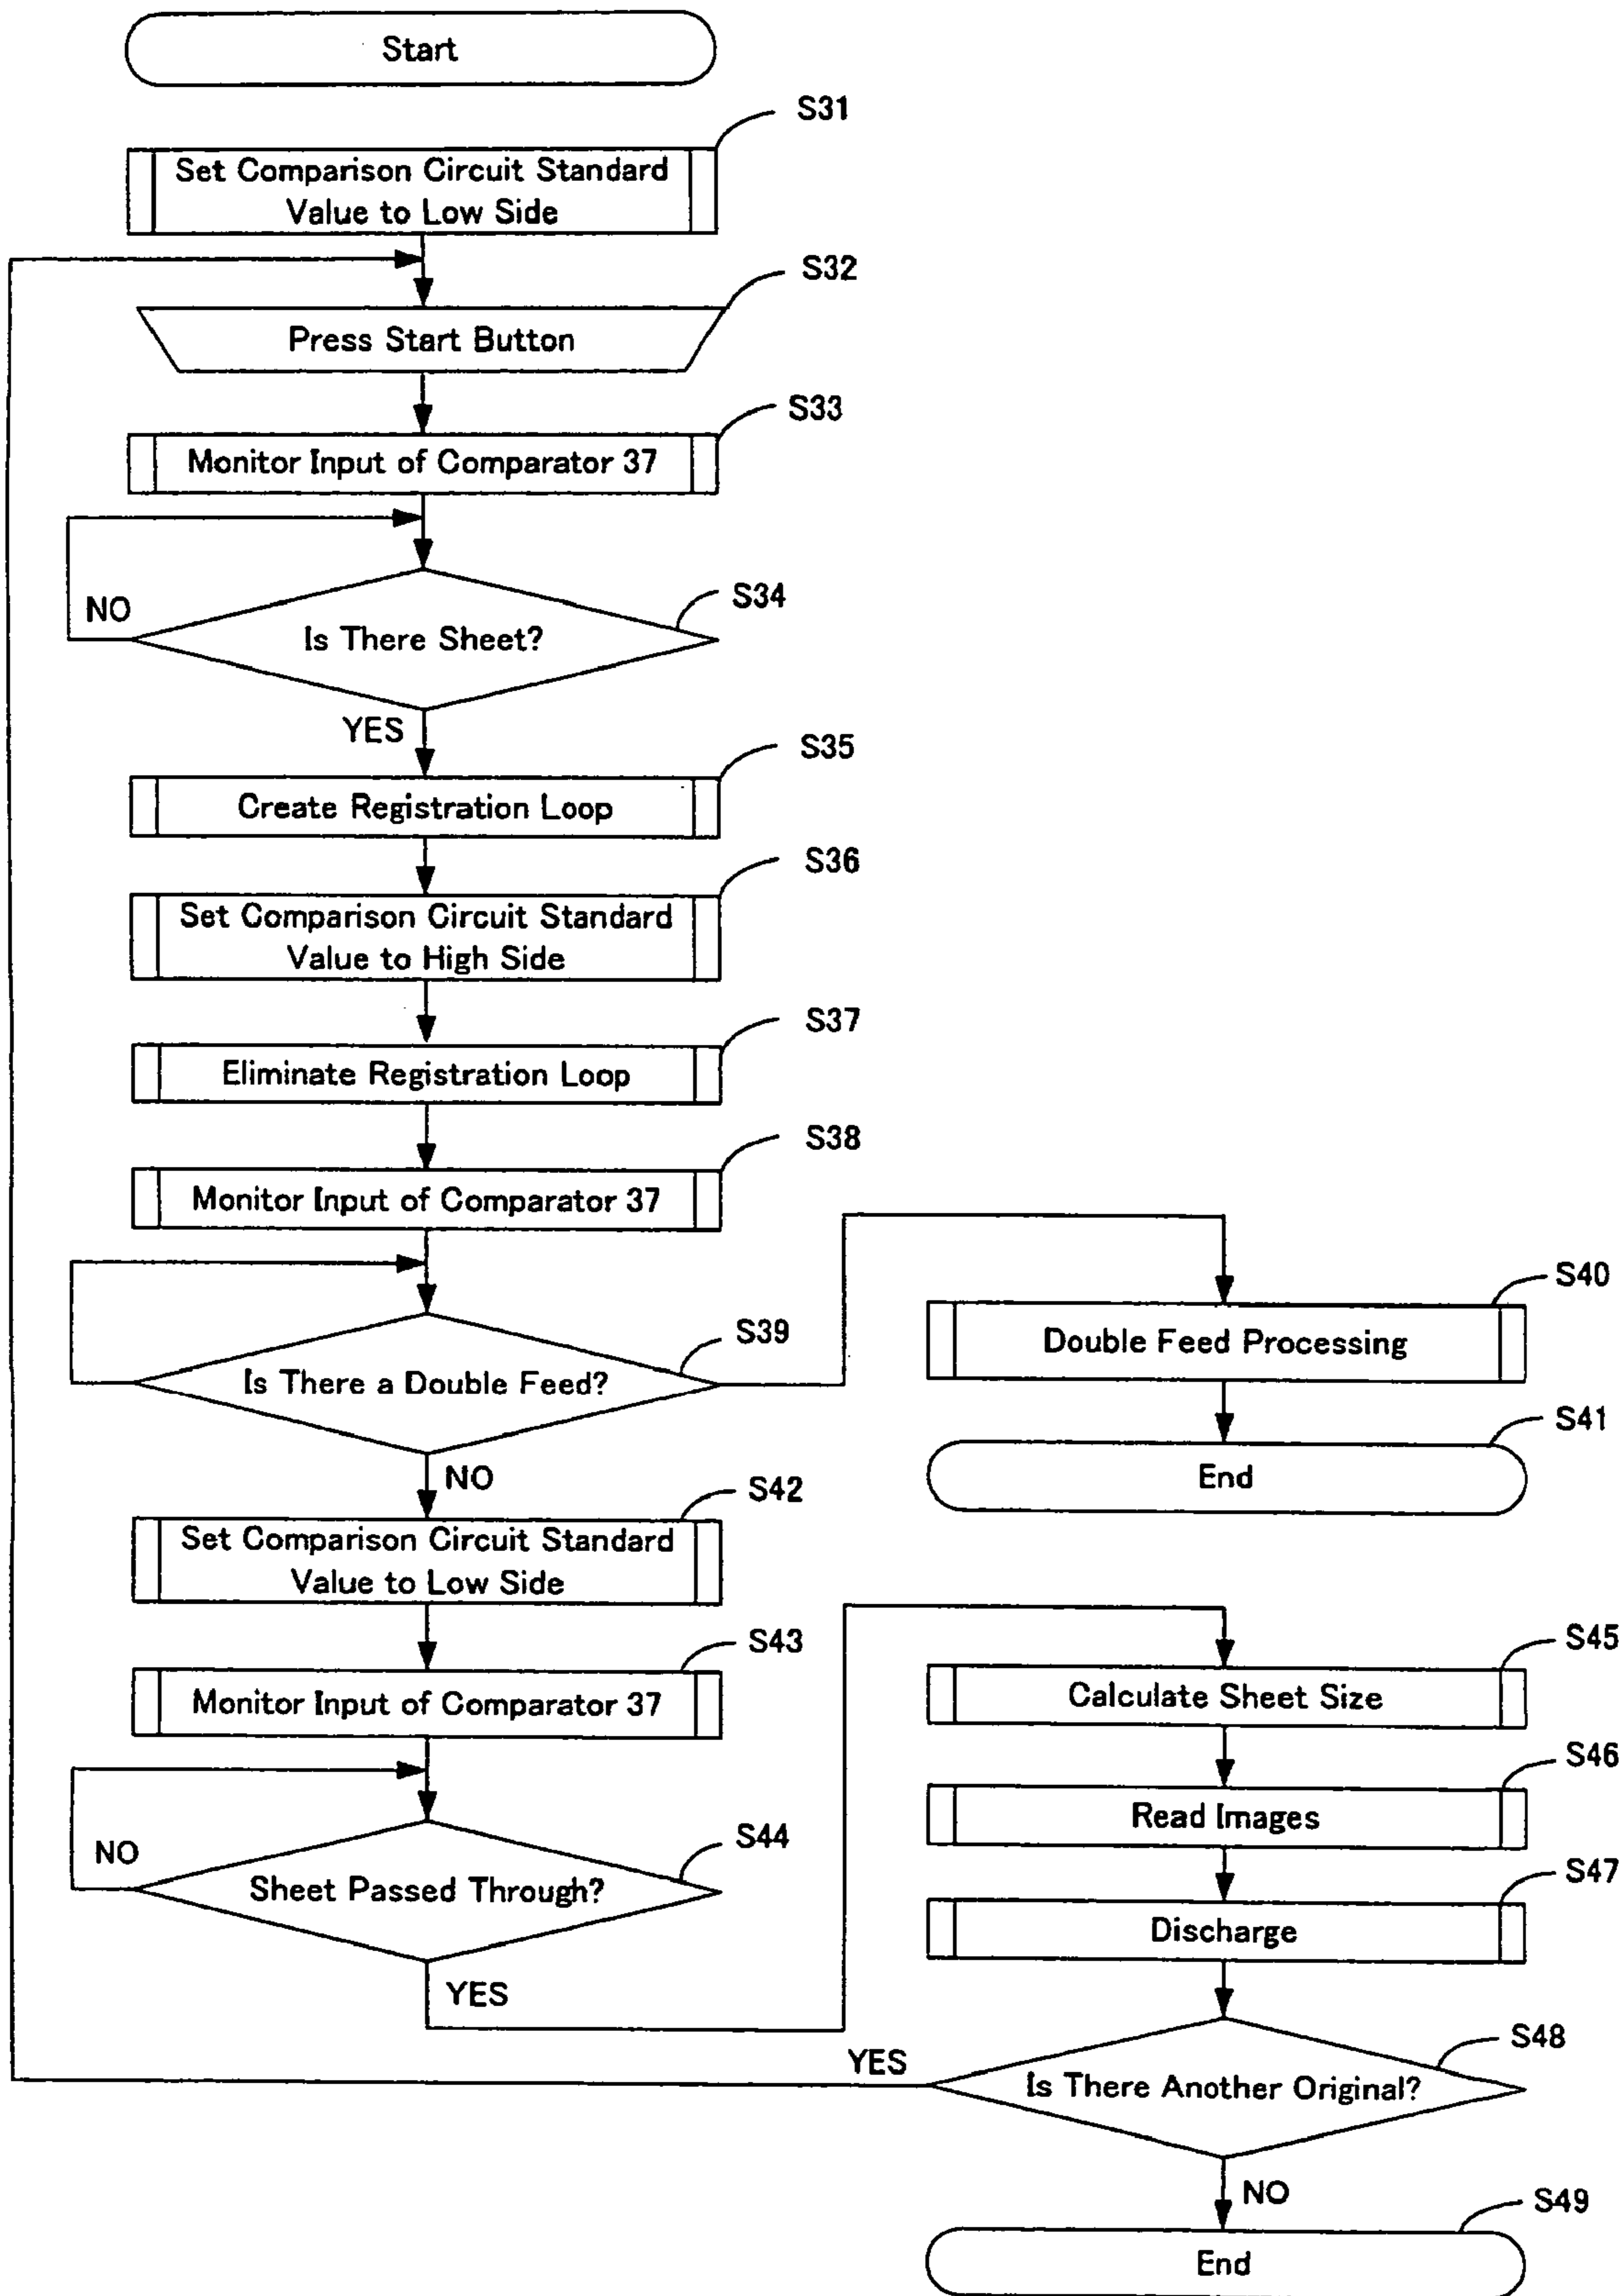 Start
S31
Set Comparison Circuit Standard
Value to Low Side
S32
Press Start Button
S33
Monitor Input of Comparator 37
S34
NO
Is There Sheet?
YES
S35
Create Registration Loop
S36
Set Comparison Circuit Standard
Value to High Side
S37
Eliminate Registration Loop
S38
Monitor Input of Comparator 37
S39
Is There a Double Feed?
S40
Double Feed Processing
S41
End
NO
S42
Set Comparison Circuit Standard
Value to Low Side
S43
Monitor Input of Comparator 37
S44
NO
Sheet Passed Through?
YES
S45
Calculate Sheet Size
S46
Read Images
S47
Discharge
S48
YES
Is There Another Original?
NO
S49
End